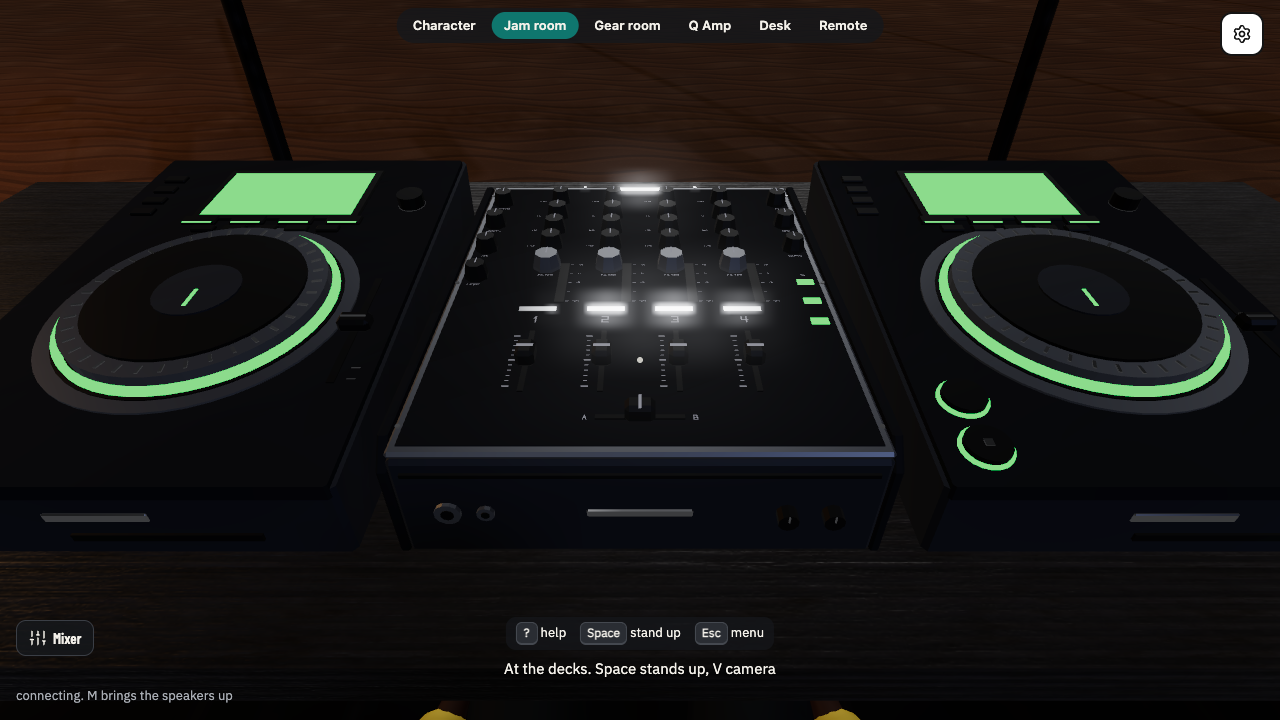 Character
Jam room
Gear room
Q Amp
Desk
Remote
1
2
3
4
A
B
Mixer
? help
Space stand up
Esc menu
At the decks. Space stands up, V camera
connecting. M brings the speakers up